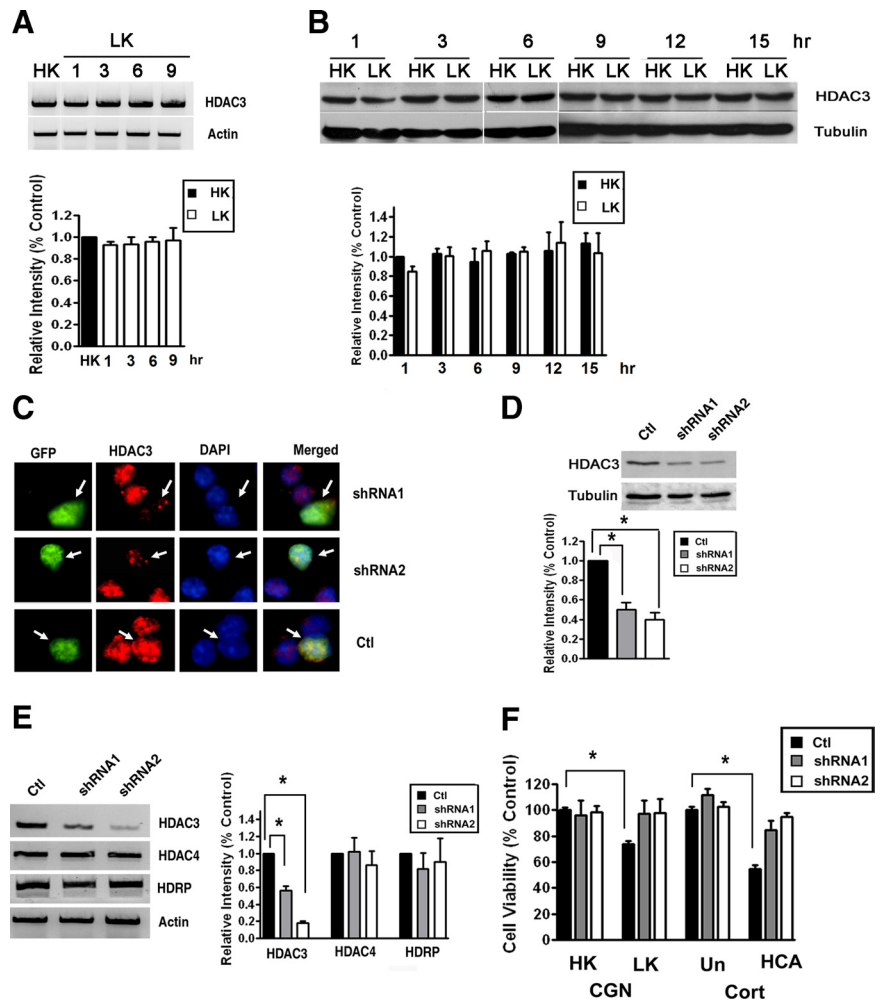 A
LK
HK 1 3 6 9
HDAC3
Actin
HK
LK
Relative Intensity (% Control)
1.2
1.0
0.8
0.6
0.4
0.2
0.0
HK 1 3 6 9 hr
B
1 3 6 9 12 15 hr
HK LK HK LK HK LK HK LK HK LK HK LK
HDAC3
Tubulin
HK
LK
Relative Intensity (% Control)
1.4
1.2
1.0
0.8
0.6
0.4
0.2
0.0
1 3 6 9 12 15 hr
C
GFP HDAC3 DAPI Merged
shRNA1
shRNA2
Ctl
D
Ctl shRNA1 shRNA2
HDAC3
Tubulin
Relative Intensity (% Control)
1.4
1.2
1.0
0.8
0.6
0.4
0.2
0.0
*
*
Ctl
shRNA1
shRNA2
E
Ctl shRNA1 shRNA2
HDAC3
HDAC4
HDRP
Actin
Relative Intensity (% Control)
1.4
1.2
1.0
0.8
0.6
0.4
0.2
0.0
*
*
Ctl
shRNA1
shRNA2
HDAC3 HDAC4 HDRP
F
Ctl
shRNA1
shRNA2
Cell Viability (% Control)
120
100
80
60
40
20
0
* *
HK LK Un HCA
CGN Cort